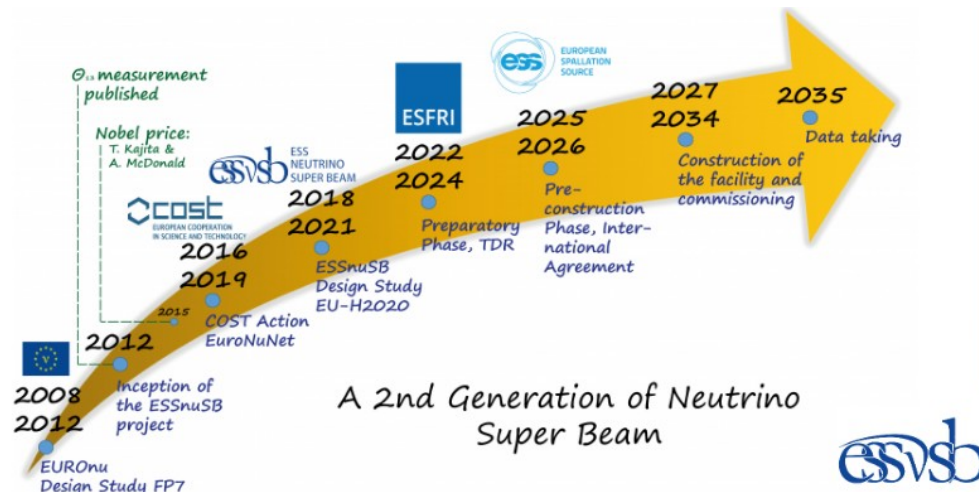 Θ₁₃ measurement
published
Nobel price:
T. Kajita &
A. McDonald
cost
EUROPEAN COOPERATION
IN SCIENCE AND TECHNOLOGY
essνsb
ESS
NEUTRINO
SUPER BEAM
ESFRI
ess
EUROPEAN
SPALLATION
SOURCE
2008
2012
EUROnu
Design Study FP7
2012
Inception of
the ESSnuSB
project
2015
2016
2019
COST Action
EuroNuNet
2018
2021
ESSnuSB
Design Study
EU-H2020
2022
2024
Preparatory
Phase, TDR
2025
2026
Pre-
construction
Phase, Inter-
national
Agreement
2027
2034
Construction of
the facility and
commissioning
2035
Data taking
A 2nd Generation of Neutrino
Super Beam
essνsb